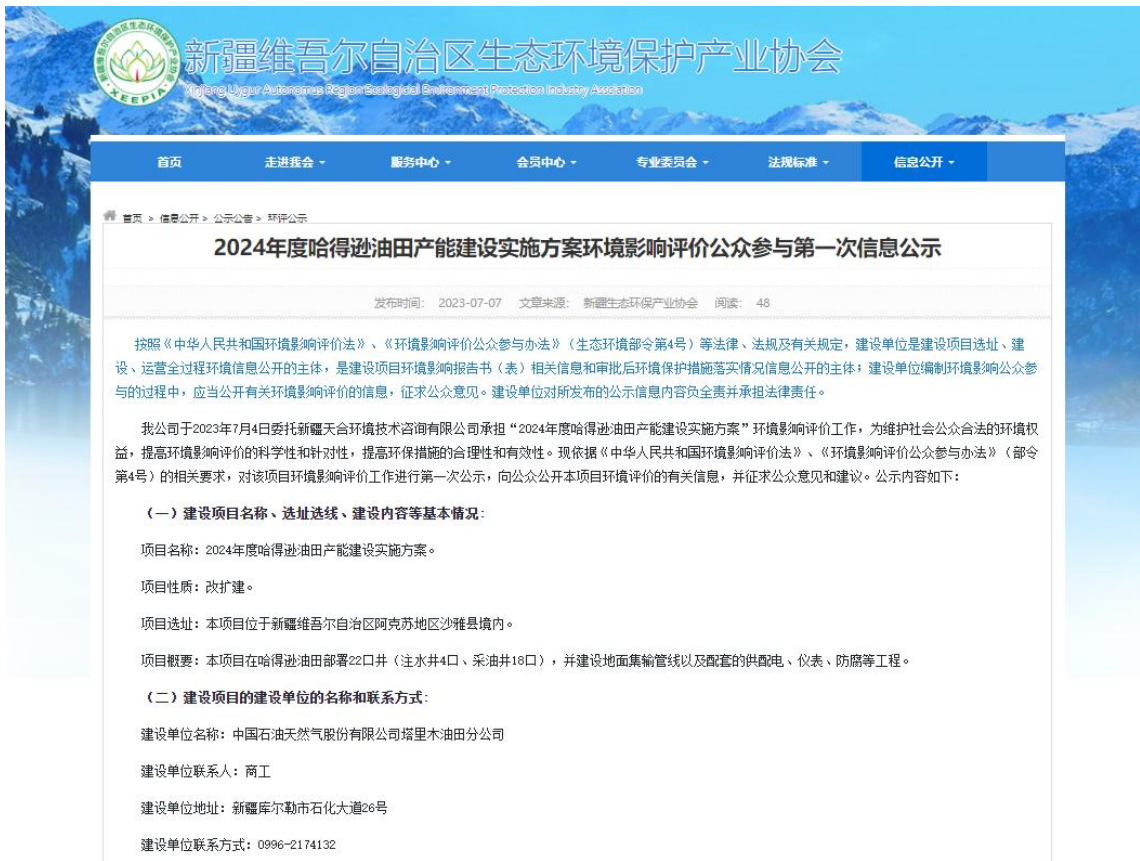 新疆维吾尔自治区生态环境保护产业协会
Xinjiang Uygur Autonomus Region Ecological Environment Protection Industry Assciation
XEEPIA
首页 走进我会 服务中心 会员中心 专业委员会 法规标准 信息公开
首页 > 信息公开 > 公示公告 > 环评公示
2024年度哈得逊油田产能建设实施方案环境影响评价公众参与第一次信息公示
发布时间: 2023-07-07 文章来源: 新疆生态环保产业协会 阅读: 48
按照《中华人民共和国环境影响评价法》、《环境影响评价公众参与办法》（生态环境部令第4号）等法律、法规及有关规定，建设单位是建设项目选址、建
设、运营全过程环境信息公开的主体，是建设项目环境影响报告书（表）相关信息和审批后环境保护措施落实情况信息公开的主体；建设单位编制环境影响公众参
与的过程中，应当公开有关环境影响评价的信息，征求公众意见。建设单位对所发布的公示信息内容负全责并承担法律责任。
我公司于2023年7月4日委托新疆天合环境技术咨询有限公司承担“2024年度哈得逊油田产能建设实施方案”环境影响评价工作，为维护社会公众合法的环境权
益，提高环境影响评价的科学性和针对性，提高环保措施的合理性和有效性。现依据《中华人民共和国环境影响评价法》、《环境影响评价公众参与办法》（部令
第4号）的相关要求，对该项目环境影响评价工作进行第一次公示，向公众公开本项目环境评价的有关信息，并征求公众意见和建议。公示内容如下：
（一）建设项目名称、选址选线、建设内容等基本情况：
项目名称：2024年度哈得逊油田产能建设实施方案。
项目性质：改扩建。
项目选址：本项目位于新疆维吾尔自治区阿克苏地区沙雅县境内。
项目概要：本项目在哈得逊油田部署22口井（注水井4口、采油井18口），并建设地面集输管线以及配套的供配电、仪表、防腐等工程。
（二）建设项目的建设单位的名称和联系方式：
建设单位名称：中国石油天然气股份有限公司塔里木油田分公司
建设单位联系人：商工
建设单位地址：新疆库尔勒市石化大道26号
建设单位联系方式：0996-2174132